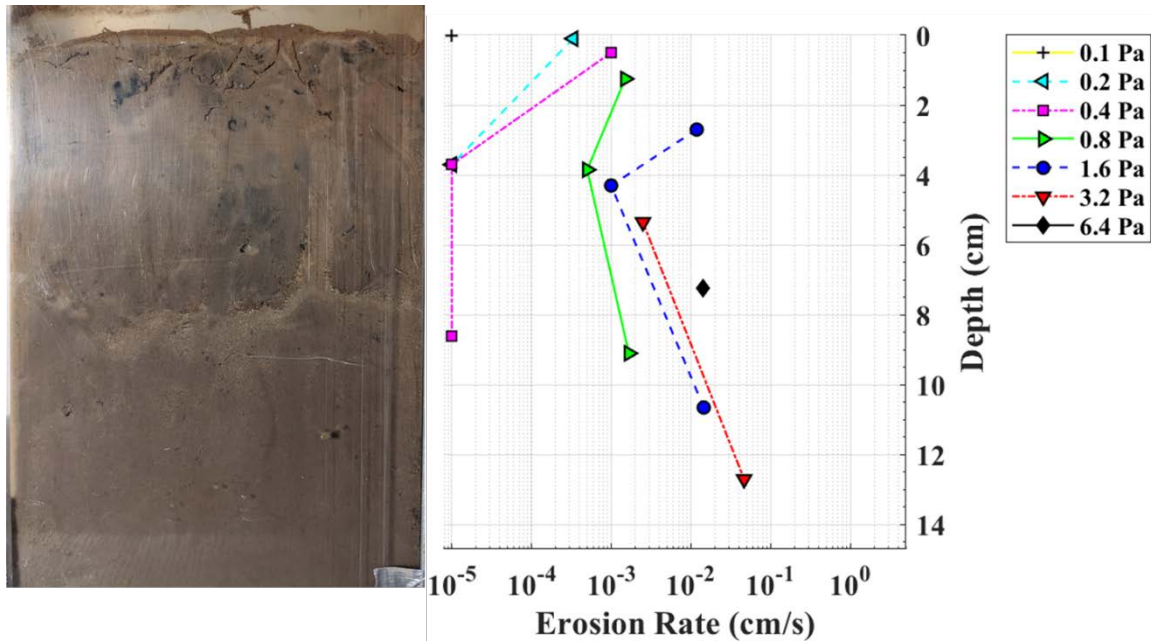 0
2
4
6
8
10
12
14
Depth (cm)
10-5
10-4
10-3
10-2
10-1
100
Erosion Rate (cm/s)
0.1 Pa
0.2 Pa
0.4 Pa
0.8 Pa
1.6 Pa
3.2 Pa
6.4 Pa